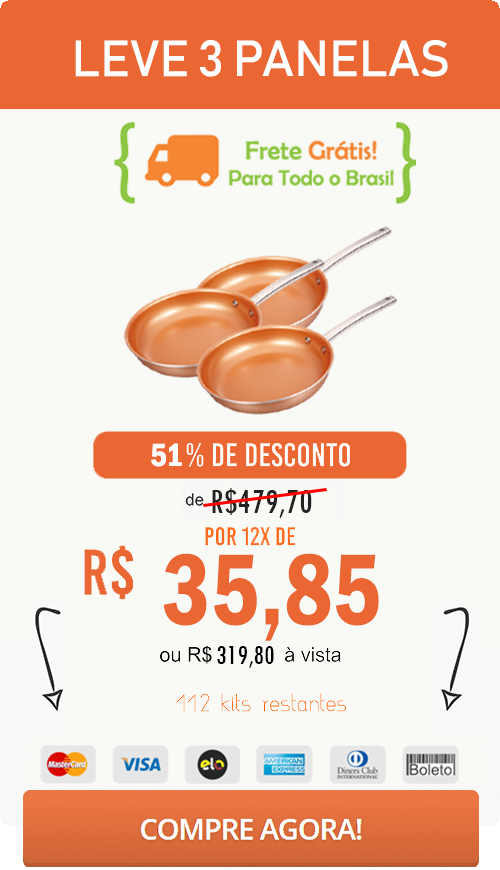 LEVE 3 PANELAS
Frete Grátis!
Para Todo o Brasil
51% DE DESCONTO
de R$479,70
POR 12X DE
R$ 35,85
ou R$ 319,80 à vista
112 kits restantes
MasterCard VISA elo AMERICAN EXPRESS Diners Club INTERNATIONAL Boleto
COMPRE AGORA!